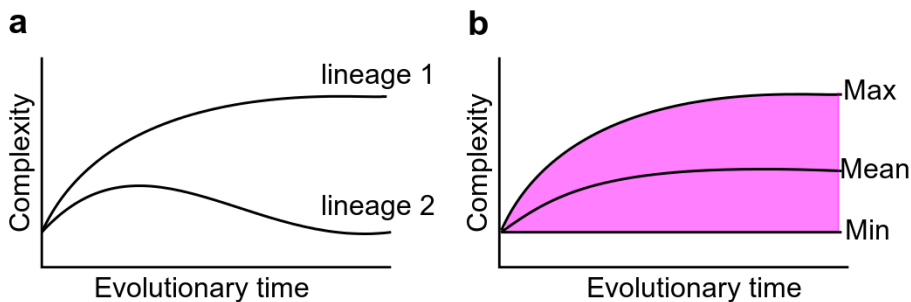 a
lineage 1
lineage 2
Complexity
Evolutionary time
b
Max
Mean
Min
Complexity
Evolutionary time